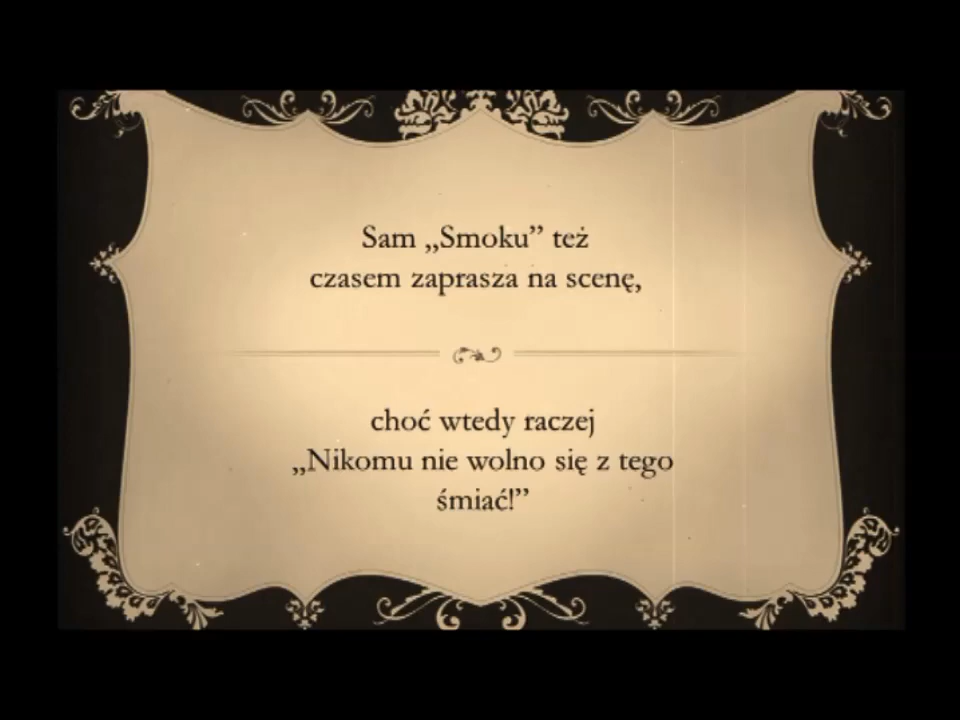 Sam „Smoku” też
czasem zaprasza na scenę,
choć wtedy raczej
„Nikomu nie wolno się z tego
śmiać!”